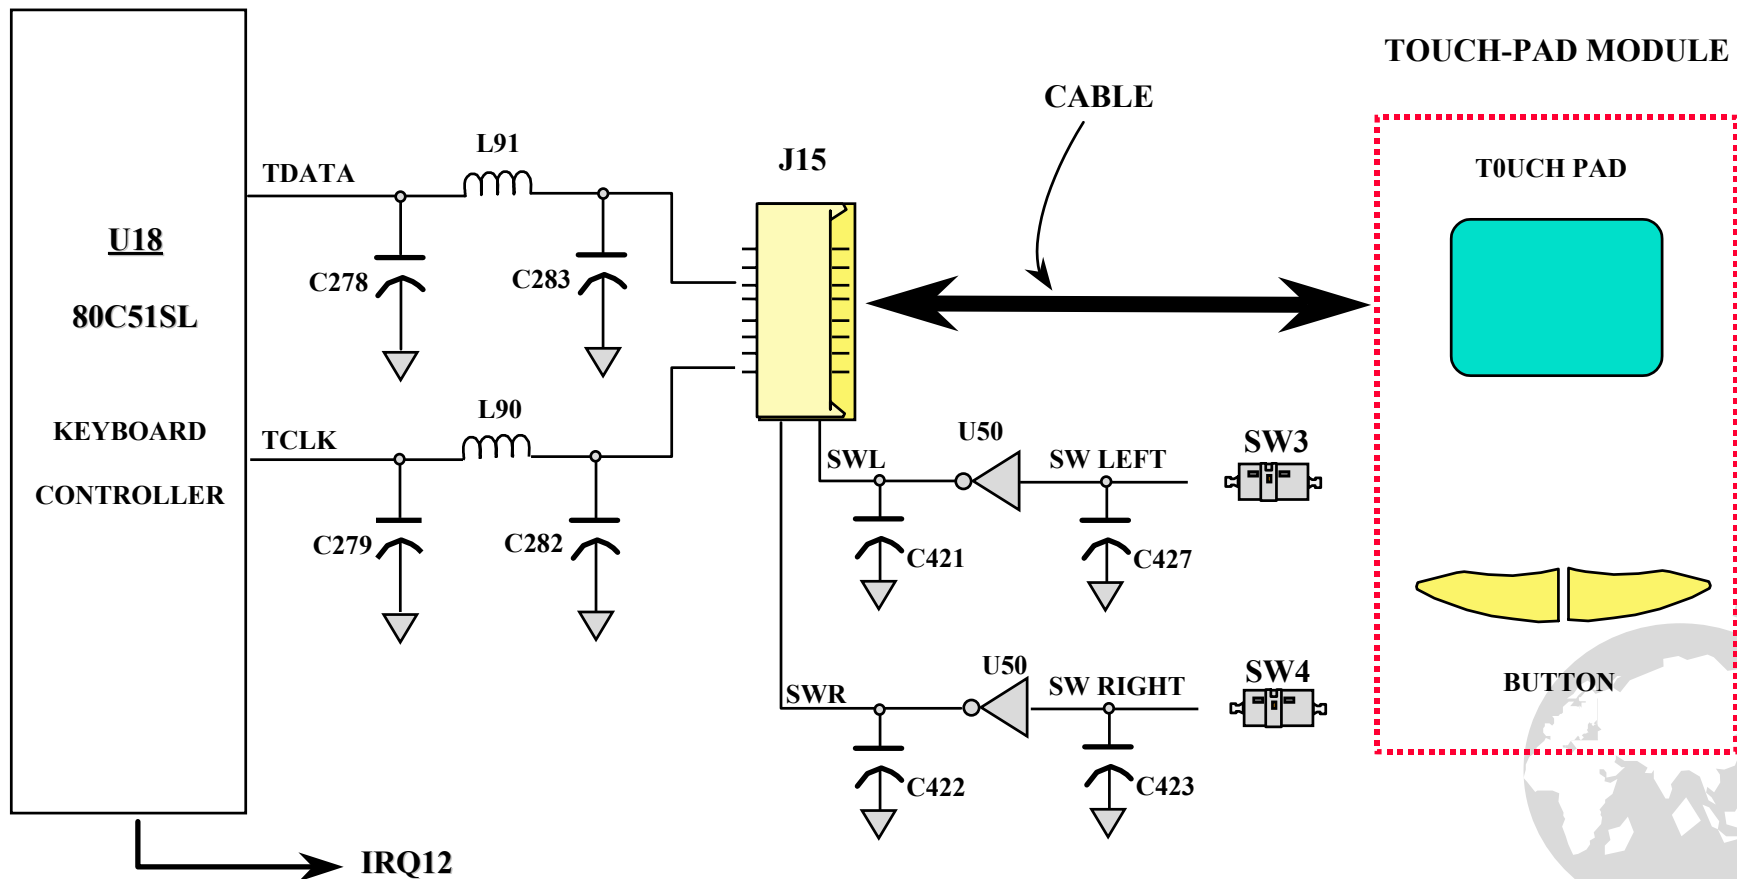 TOUCH-PAD MODULE
CABLE
L91
J15
TDATA
T0UCH PAD
U18
C278
C283
80C51SL
L90
KEYBOARD
TCLK
U50
SW3
SWL
SW LEFT
CONTROLLER
C279
C282
C421
C427
U50
SW4
SWR
SW RIGHT
BUTTON
C422
C423
IRQ12